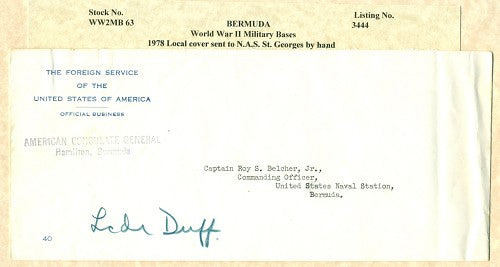 Stock No.
WW2MB 63
BERMUDA
World War II Military Bases
1978 Local cover sent to N.A.S. St. Georges by hand
Listing No.
3444
THE FOREIGN SERVICE
OF THE
UNITED STATES OF AMERICA
OFFICIAL BUSINESS
AMERICAN CONSULATE GENERAL
Hamilton, Bermuda
Captain Roy S. Belcher, Jr.,
Commanding Officer,
United States Naval Station,
Bermuda.
Lcdr Duff
40